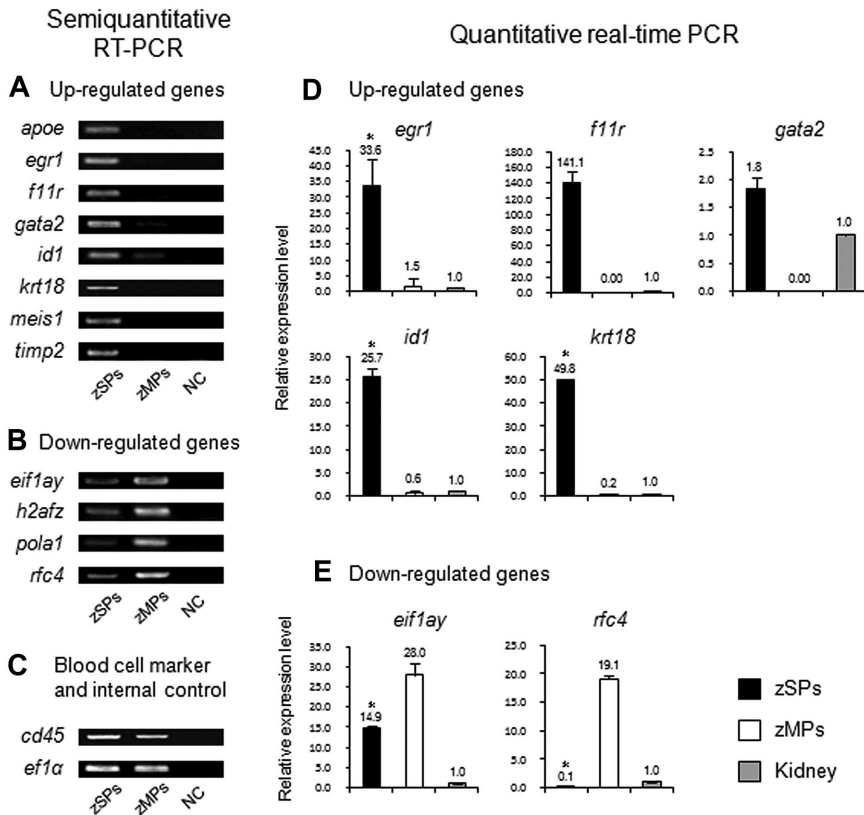 Semiquantitative
RT-PCR
Quantitative real-time PCR
A Up-regulated genes
apoe
egr1
f11r
gata2
id1
krt18
meis1
timp2
zSPs zMPs NC
B Down-regulated genes
eif1ay
h2afz
pola1
rfc4
zSPs zMPs NC
C Blood cell marker
and internal control
cd45
ef1α
zSPs zMPs NC
D Up-regulated genes
Relative expression level
egr1
45.0
40.0
35.0
30.0
25.0
20.0
15.0
10.0
5.0
0.0
*
33.6
1.5
1.0
f11r
180.0
160.0
140.0
120.0
100.0
80.0
60.0
40.0
20.0
0.0
141.1
0.00
1.0
gata2
2.5
2.0
1.5
1.0
0.5
0.0
1.8
0.00
1.0
id1
30.0
25.0
20.0
15.0
10.0
5.0
0.0
*
25.7
0.6
1.0
krt18
60.0
50.0
40.0
30.0
20.0
10.0
0.0
*
49.8
0.2
1.0
E Down-regulated genes
Relative expression level
eif1ay
35.0
30.0
25.0
20.0
15.0
10.0
5.0
0.0
*
14.9
28.0
1.0
rfc4
25.0
20.0
15.0
10.0
5.0
0.0
*
0.1
19.1
1.0
zSPs
zMPs
Kidney